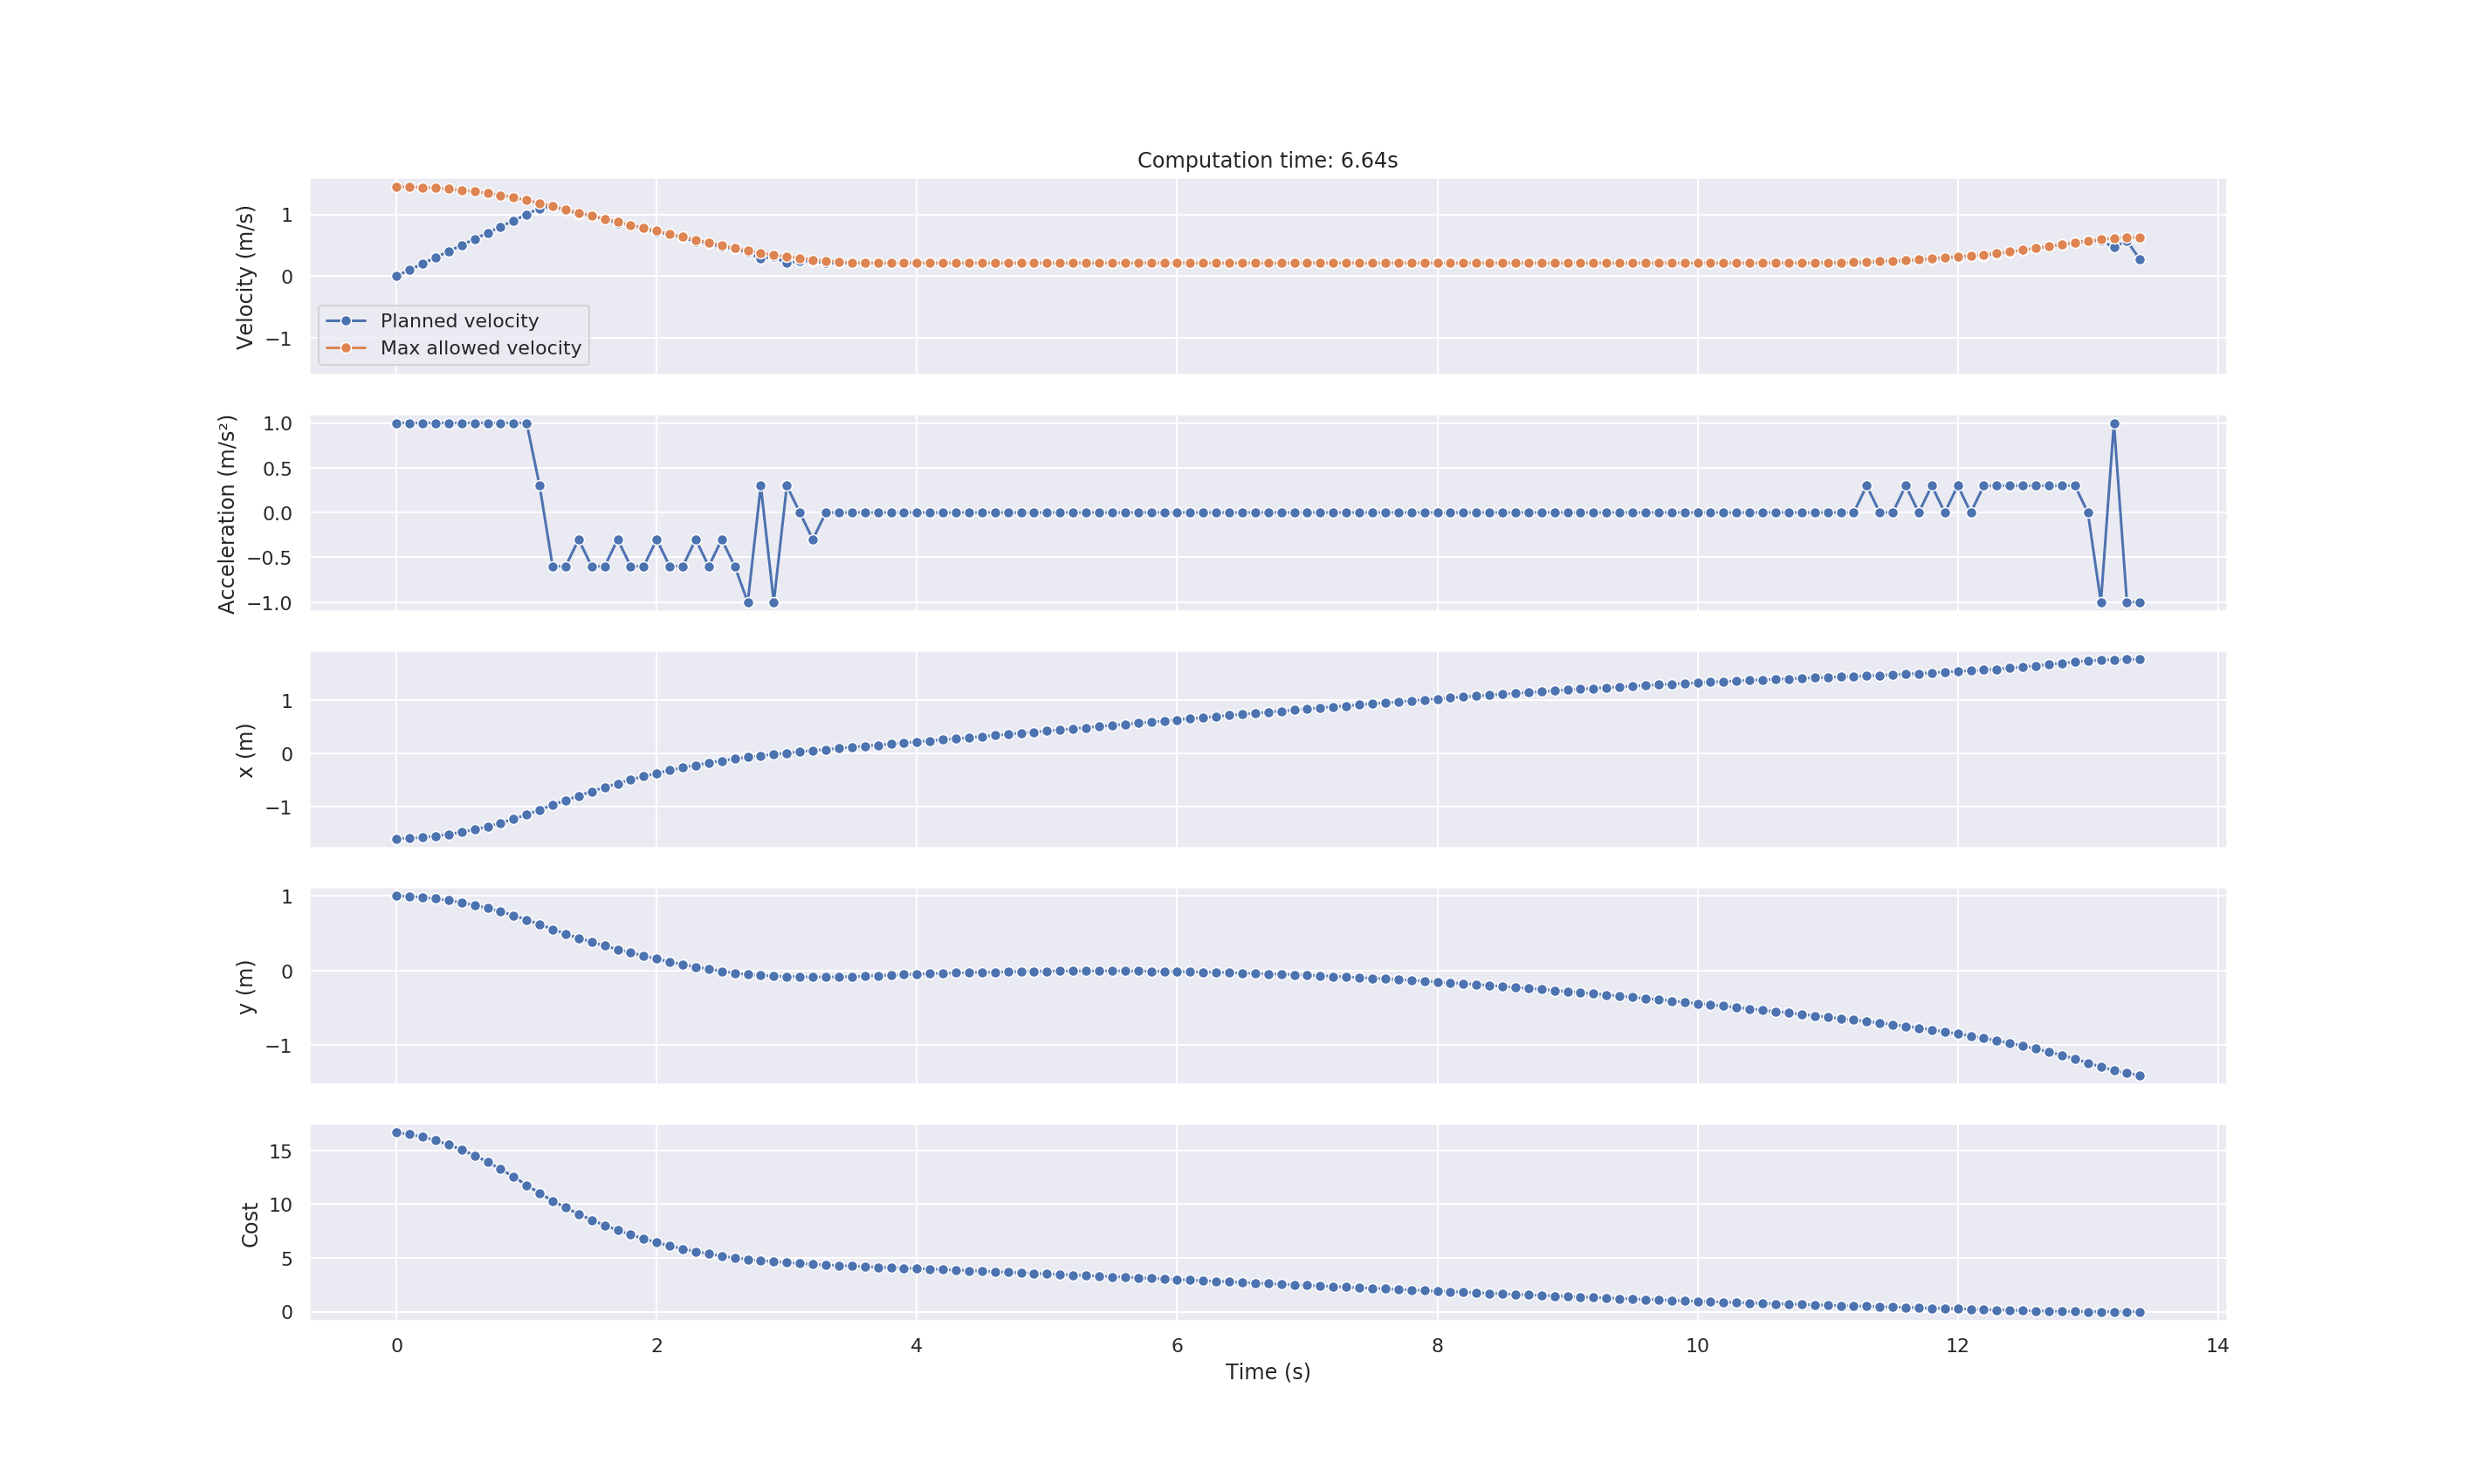 Computation time: 6.64s
Velocity (m/s)
1
0
−1
Planned velocity
Max allowed velocity
Acceleration (m/s²)
1.0
0.5
0.0
−0.5
−1.0
x (m)
1
0
−1
y (m)
1
0
−1
Cost
15
10
5
0
0 2 4 6 8 10 12 14
Time (s)